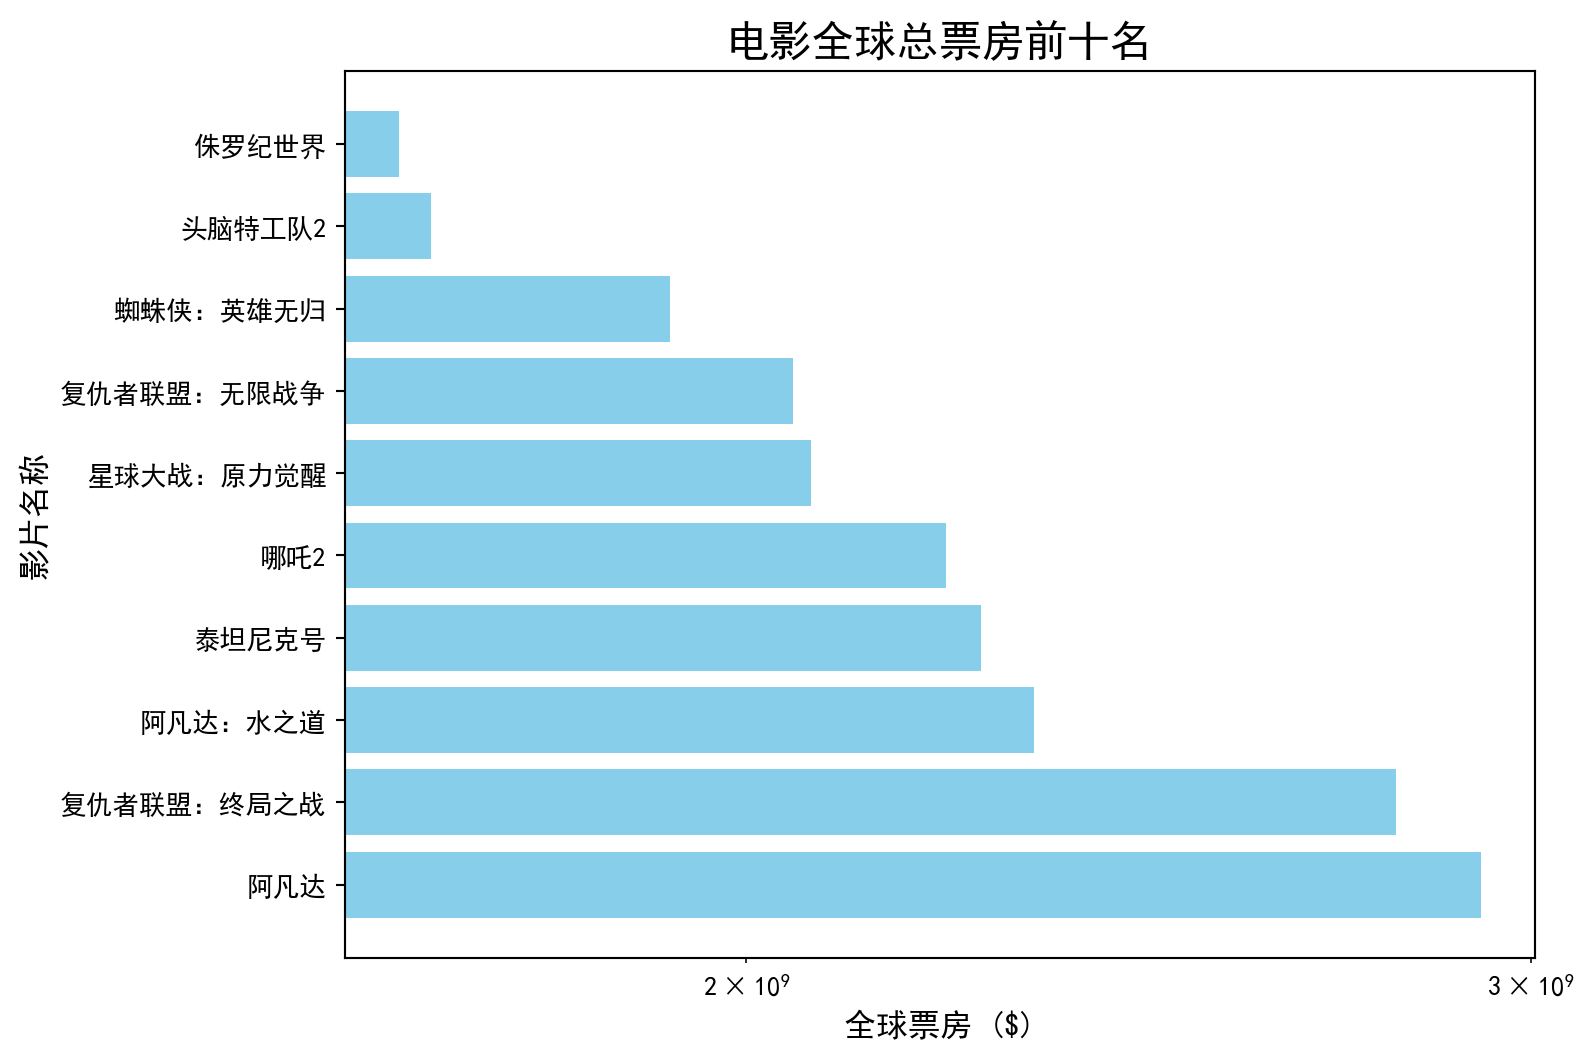 电影全球总票房前十名
侏罗纪世界
头脑特工队2
蜘蛛侠：英雄无归
复仇者联盟：无限战争
星球大战：原力觉醒
哪吒2
泰坦尼克号
阿凡达：水之道
复仇者联盟：终局之战
阿凡达
影片名称
2 × 10⁹
3 × 10⁹
全球票房 ($)